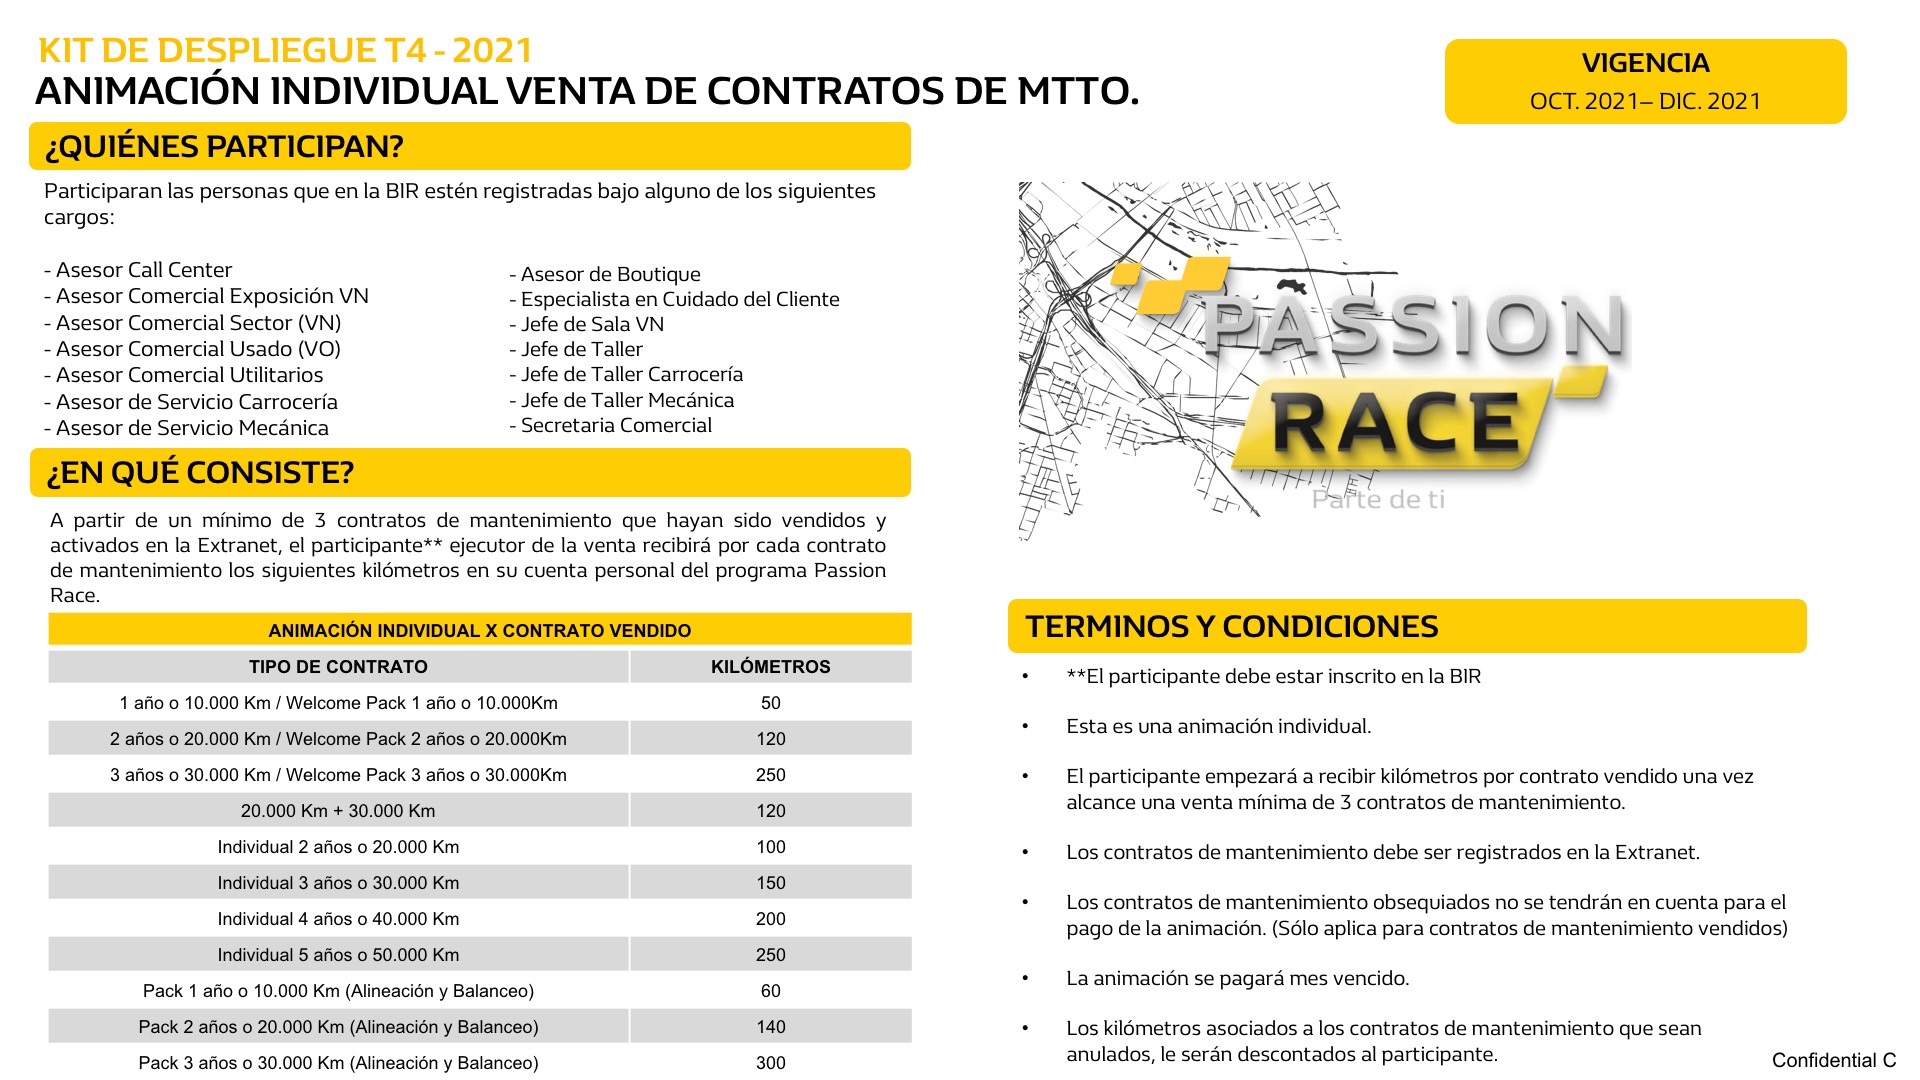 KIT DE DESPLIEGUE T4 - 2021
ANIMACIÓN INDIVIDUAL VENTA DE CONTRATOS DE MTTO.
VIGENCIA
OCT. 2021– DIC. 2021
¿QUIÉNES PARTICIPAN?
Participaran las personas que en la BIR estén registradas bajo alguno de los siguientes
cargos:
- Asesor Call Center
- Asesor Comercial Exposición VN
- Asesor Comercial Sector (VN)
- Asesor Comercial Usado (VO)
- Asesor Comercial Utilitarios
- Asesor de Servicio Carrocería
- Asesor de Servicio Mecánica
- Asesor de Boutique
- Especialista en Cuidado del Cliente
- Jefe de Sala VN
- Jefe de Taller
- Jefe de Taller Carrocería
- Jefe de Taller Mecánica
- Secretaria Comercial
¿EN QUÉ CONSISTE?
A partir de un mínimo de 3 contratos de mantenimiento que hayan sido vendidos y
activados en la Extranet, el participante** ejecutor de la venta recibirá por cada contrato
de mantenimiento los siguientes kilómetros en su cuenta personal del programa Passion
Race.
ANIMACIÓN INDIVIDUAL X CONTRATO VENDIDO
TIPO DE CONTRATO KILÓMETROS
1 año o 10.000 Km / Welcome Pack 1 año o 10.000Km 50
2 años o 20.000 Km / Welcome Pack 2 años o 20.000Km 120
3 años o 30.000 Km / Welcome Pack 3 años o 30.000Km 250
20.000 Km + 30.000 Km 120
Individual 2 años o 20.000 Km 100
Individual 3 años o 30.000 Km 150
Individual 4 años o 40.000 Km 200
Individual 5 años o 50.000 Km 250
Pack 1 año o 10.000 Km (Alineación y Balanceo) 60
Pack 2 años o 20.000 Km (Alineación y Balanceo) 140
Pack 3 años o 30.000 Km (Alineación y Balanceo) 300
PASSION
RACE
Parte de ti
TERMINOS Y CONDICIONES
• **El participante debe estar inscrito en la BIR
• Esta es una animación individual.
• El participante empezará a recibir kilómetros por contrato vendido una vez
alcance una venta mínima de 3 contratos de mantenimiento.
• Los contratos de mantenimiento debe ser registrados en la Extranet.
• Los contratos de mantenimiento obsequiados no se tendrán en cuenta para el
pago de la animación. (Sólo aplica para contratos de mantenimiento vendidos)
• La animación se pagará mes vencido.
• Los kilómetros asociados a los contratos de mantenimiento que sean
anulados, le serán descontados al participante.
Confidential C